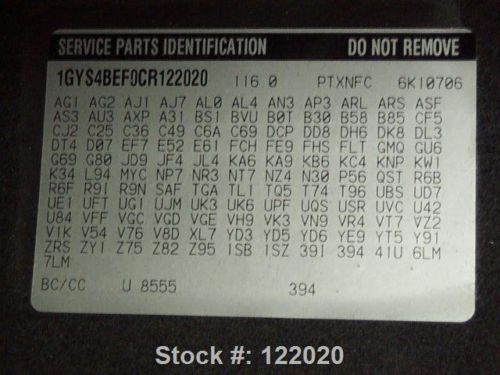 SERVICE PARTS IDENTIFICATION DO NOT REMOVE
1GYS4BEF0CR122020 116 0 PTXNFC 6K10706
AG1 AG2 AJ1 AJ7 AL0 AL4 AN3 AP3 ARL ARS ASF
AS3 AU3 AXP A31 BS1 BVU B0T B30 B58 B85 CF5
CJ2 C25 C36 C49 C6A C69 DCP DD8 DH6 DK8 DL3
DT4 D07 EF7 E52 E61 FCH FE9 FHS FLT GMQ GU6
G69 G80 JD9 JF4 JL4 KA6 KA9 KB6 KC4 KNP KW1
K34 L94 MYC NP7 NR3 NT7 NZ4 N30 P56 QST R6B
R6F R9I R9N SAF TGA TL1 TQ5 T74 T96 UBS UD7
UE1 UFT UG1 UJM UK3 UK6 UPF UQS USR UVC U42
U84 VFF VGC VGD VGE VH9 VK3 VN9 VR4 VT7 VZ2
V1K V54 V76 V8D XL7 YD3 YD5 YD6 YE9 YT5 Y91
ZRS ZY1 Z75 Z82 Z95 1SB 1SZ 39I 394 41U 6LM
7LM
BC/CC U 8555 394
Stock #: 122020